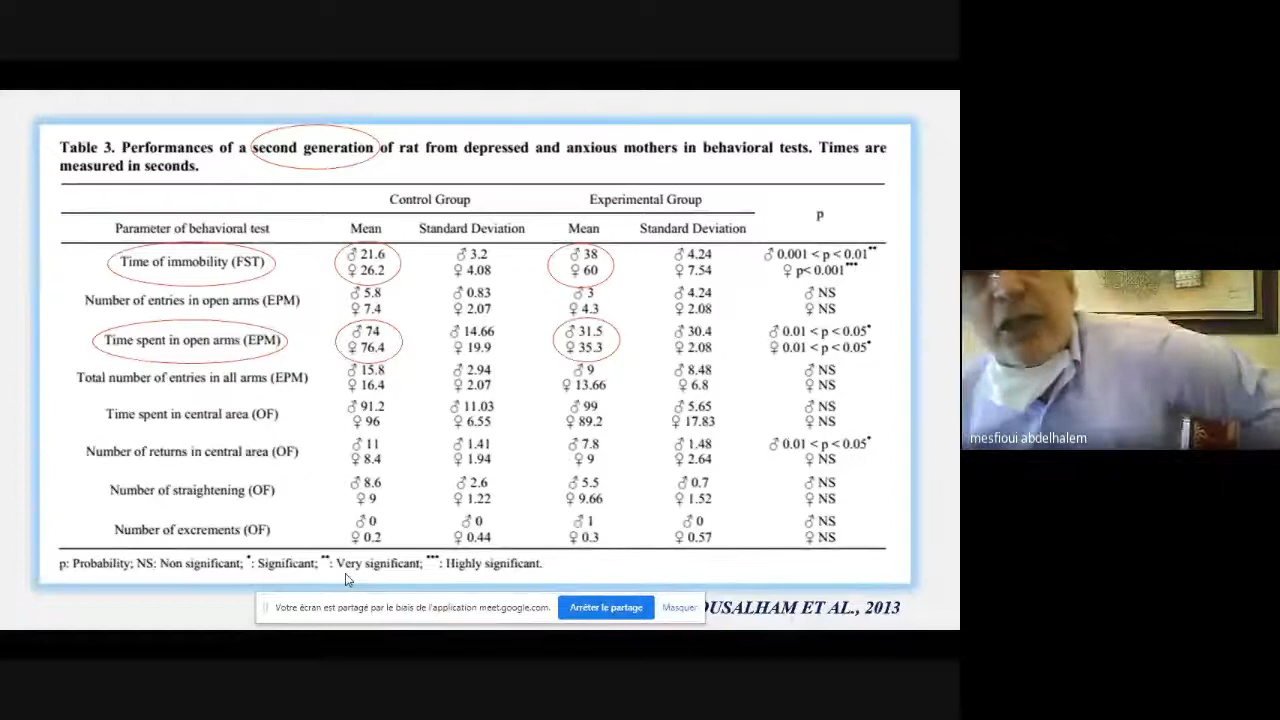 Table 3. Performances of a second generation of rat from depressed and anxious mothers in behavioral tests. Times are
measured in seconds.
Control Group Experimental Group p
Parameter of behavioral test Mean Standard Deviation Mean Standard Deviation
Time of immobility (FST) ♂ 21.6 ♂ 3.2 ♂ 38 ♂ 4.24 ♂ 0.001 < p < 0.01**
♀ 26.2 ♀ 4.08 ♀ 60 ♀ 7.54 ♀ p< 0.001***
Number of entries in open arms (EPM) ♂ 5.8 ♂ 0.83 ♂ 3 ♂ 4.24 ♂ NS
♀ 7.4 ♀ 2.07 ♀ 4.3 ♀ 2.08 ♀ NS
Time spent in open arms (EPM) ♂ 74 ♂ 14.66 ♂ 31.5 ♂ 30.4 ♂ 0.01 < p < 0.05*
♀ 76.4 ♀ 19.9 ♀ 35.3 ♀ 2.08 ♀ 0.01 < p < 0.05*
Total number of entries in all arms (EPM) ♂ 15.8 ♂ 2.94 ♂ 9 ♂ 8.48 ♂ NS
♀ 16.4 ♀ 2.07 ♀ 13.66 ♀ 6.8 ♀ NS
Time spent in central area (OF) ♂ 91.2 ♂ 11.03 ♂ 99 ♂ 5.65 ♂ NS
♀ 96 ♀ 6.55 ♀ 89.2 ♀ 17.83 ♀ NS
Number of returns in central area (OF) ♂ 11 ♂ 1.41 ♂ 7.8 ♂ 1.48 ♂ 0.01 < p < 0.05*
♀ 8.4 ♀ 1.94 ♀ 9 ♀ 2.64 ♀ NS
Number of straightening (OF) ♂ 8.6 ♂ 2.6 ♂ 5.5 ♂ 0.7 ♂ NS
♀ 9 ♀ 1.22 ♀ 9.66 ♀ 1.52 ♀ NS
Number of excrements (OF) ♂ 0 ♂ 0 ♂ 1 ♂ 0 ♂ NS
♀ 0.2 ♀ 0.44 ♀ 0.3 ♀ 0.57 ♀ NS
p: Probability; NS: Non significant; *: Significant; **: Very significant; ***: Highly significant.
Votre écran est partagé par le biais de l'application meet.google.com. Arrêter le partage Masquer
OUSALHAM ET AL., 2013
mesfioui abdelhalem